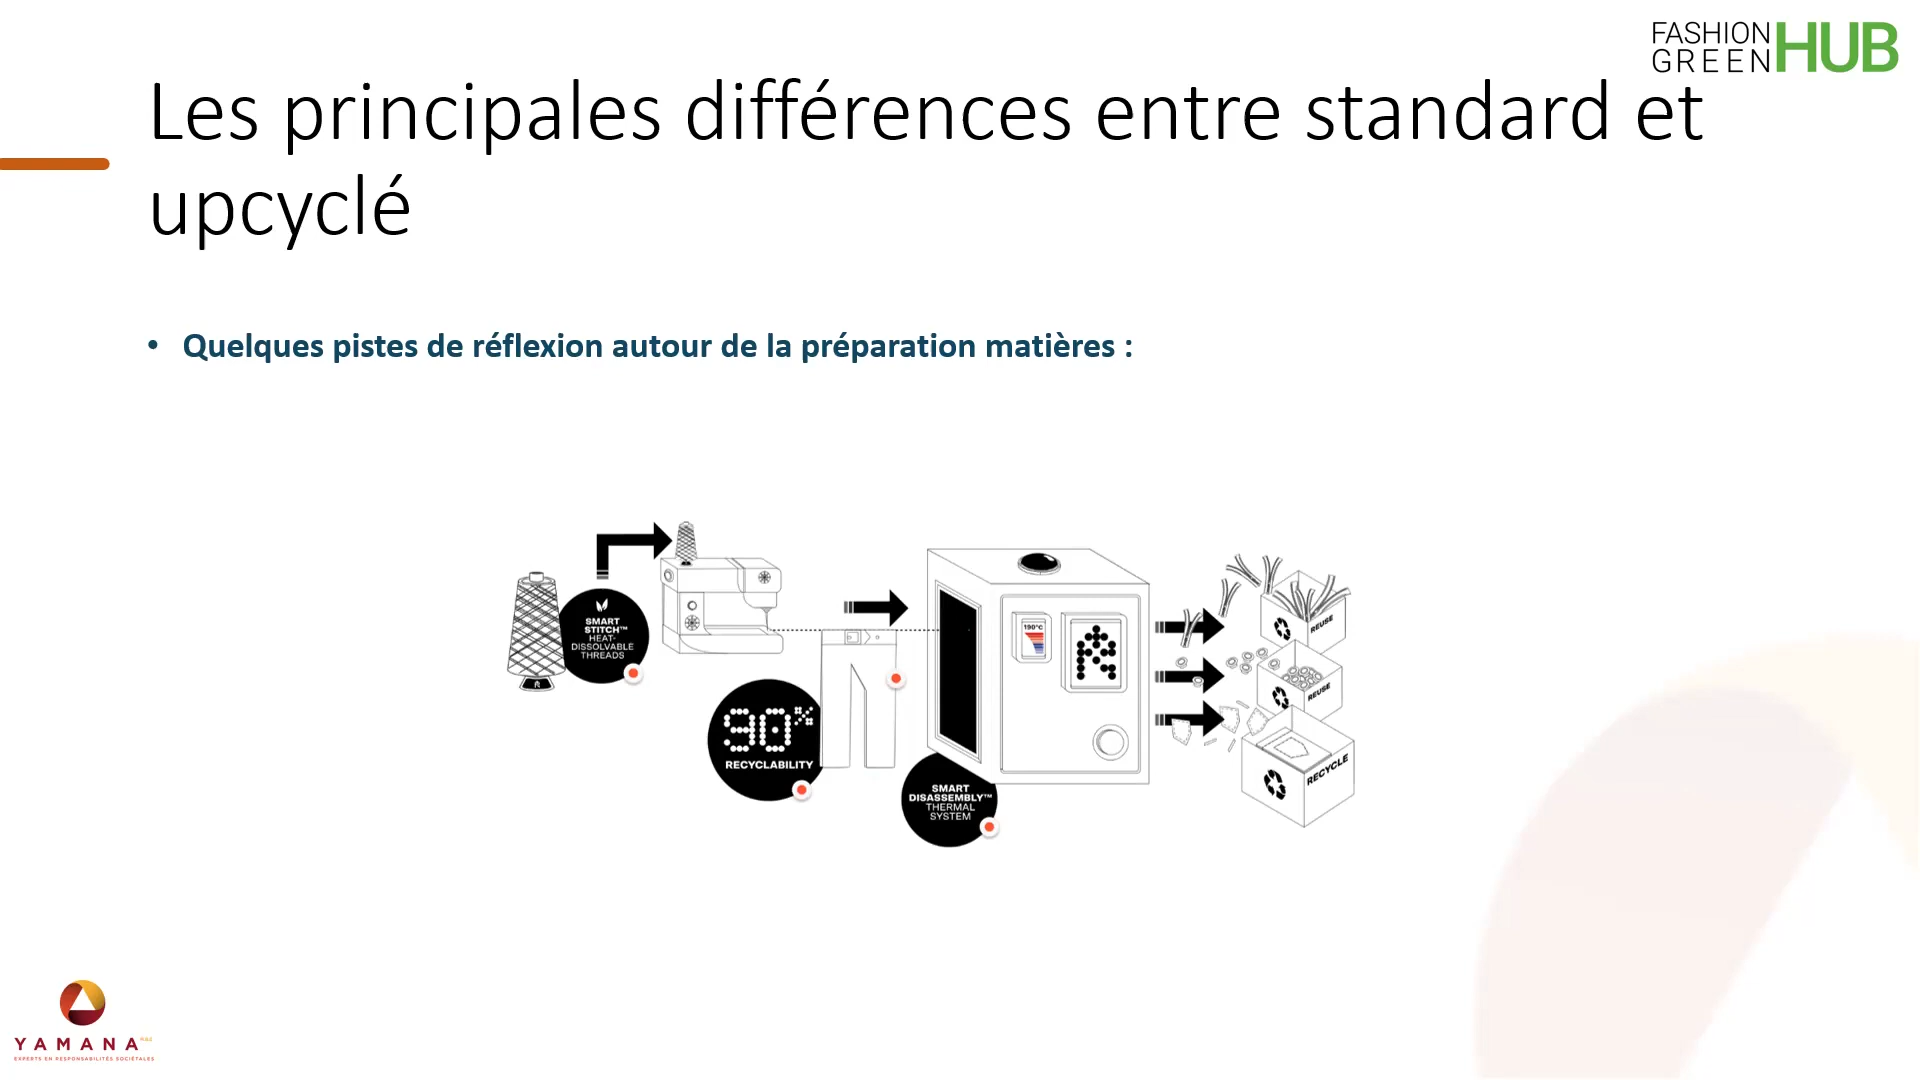 FASHION
GREEN HUB
Les principales différences entre standard et
upcyclé
• Quelques pistes de réflexion autour de la préparation matières :
SMART
STITCH™
HEAT-
DISSOLVABLE
THREADS
90%
RECYCLABILITY
190°C
SMART
DISASSEMBLY™
THERMAL
SYSTEM
REUSE
REUSE
RECYCLE
YAMANA
EXPERTS EN RESPONSABILITÉS SOCIÉTALES